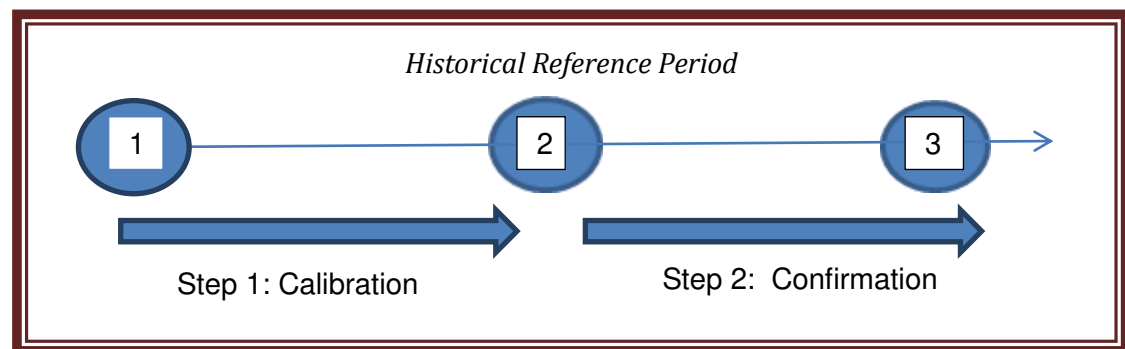 Historical Reference Period
1
2
3
Step 1: Calibration
Step 2:  Confirmation